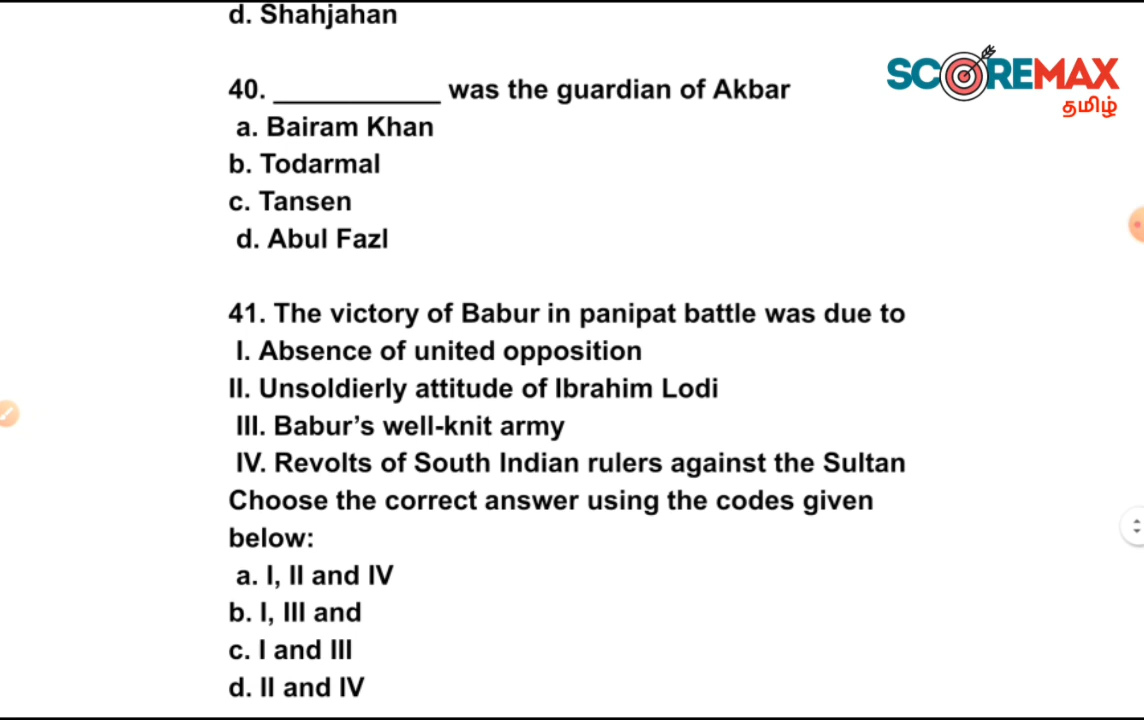 d. Shahjahan
SCOREMAX
தமிழ்
40. ___________ was the guardian of Akbar
a. Bairam Khan
b. Todarmal
c. Tansen
d. Abul Fazl
41. The victory of Babur in panipat battle was due to
I. Absence of united opposition
II. Unsoldierly attitude of Ibrahim Lodi
III. Babur’s well-knit army
IV. Revolts of South Indian rulers against the Sultan
Choose the correct answer using the codes given
below:
a. I, II and IV
b. I, III and
c. I and III
d. II and IV